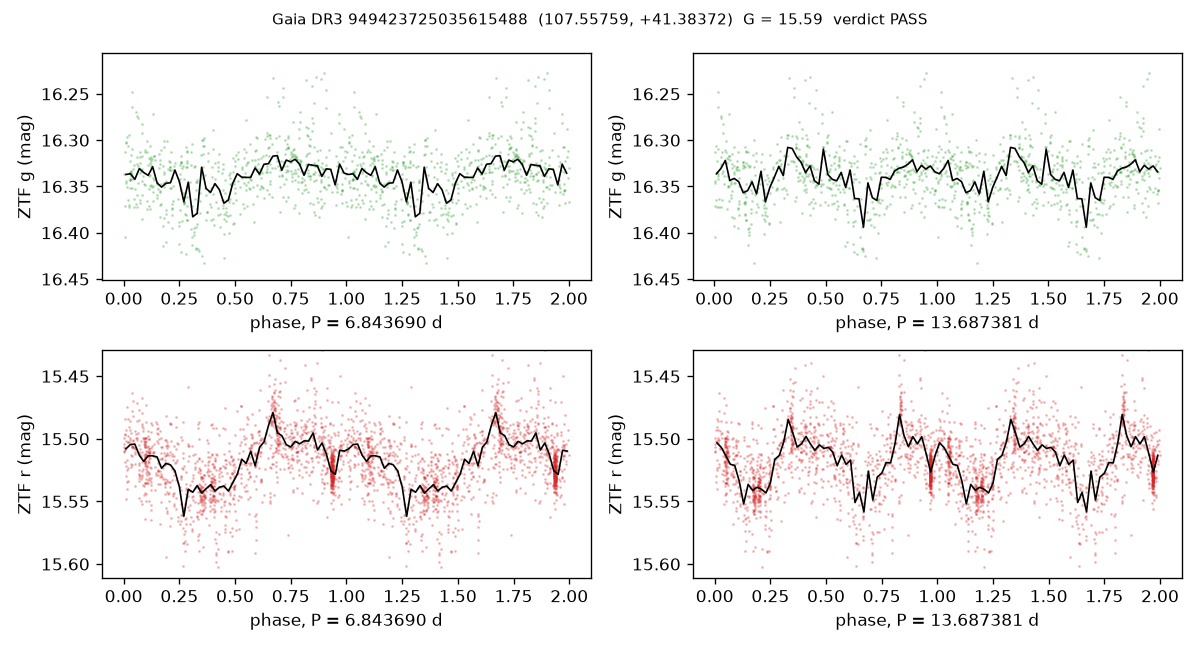 Gaia DR3 949423725035615488 (107.55759, +41.38372) G = 15.59 verdict PASS
ZTF g (mag)
16.25
16.30
16.35
16.40
16.45
0.00 0.25 0.50 0.75 1.00 1.25 1.50 1.75 2.00
phase, P = 6.843690 d
ZTF g (mag)
16.25
16.30
16.35
16.40
16.45
0.00 0.25 0.50 0.75 1.00 1.25 1.50 1.75 2.00
phase, P = 13.687381 d
ZTF r (mag)
15.45
15.50
15.55
15.60
0.00 0.25 0.50 0.75 1.00 1.25 1.50 1.75 2.00
phase, P = 6.843690 d
ZTF r (mag)
15.45
15.50
15.55
15.60
0.00 0.25 0.50 0.75 1.00 1.25 1.50 1.75 2.00
phase, P = 13.687381 d